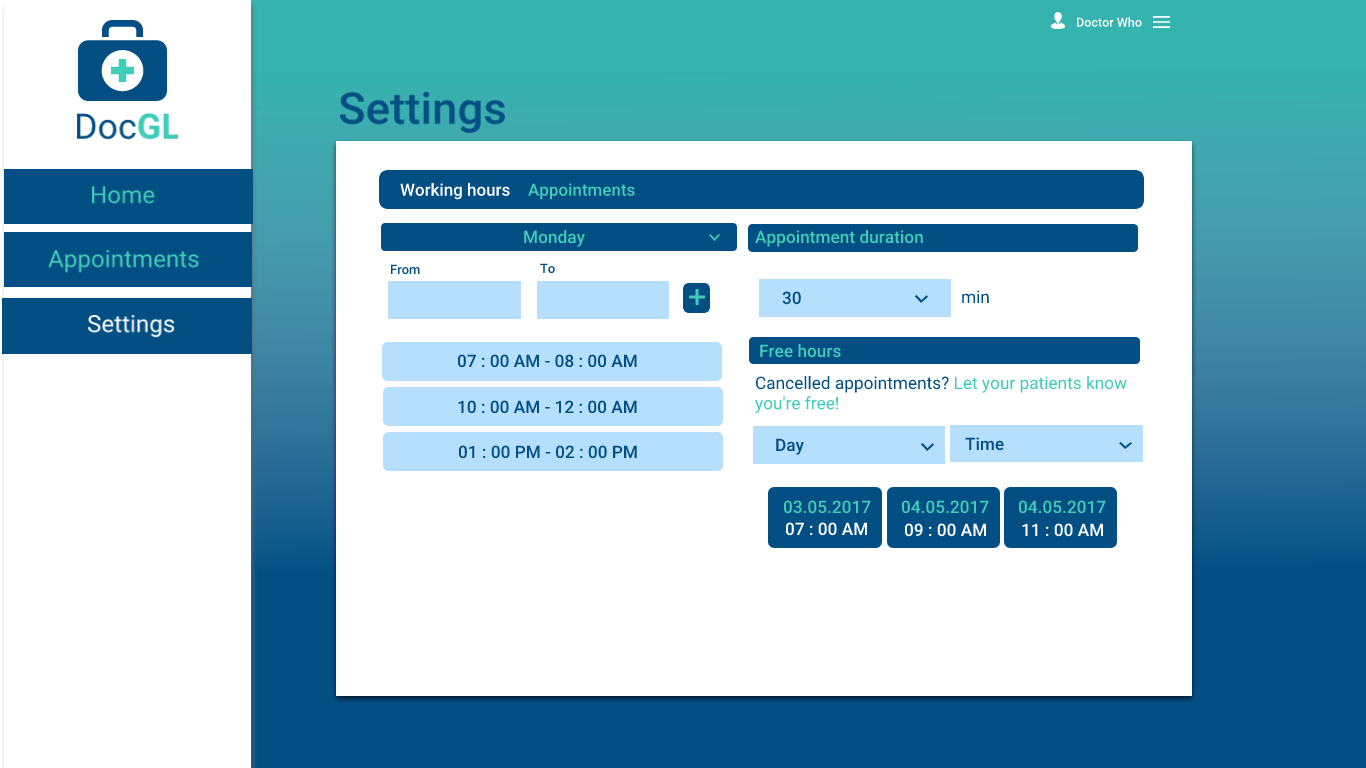 DocGL
Home
Appointments
Settings
Doctor Who
Settings
Working hours Appointments
Monday
From To
07 : 00 AM - 08 : 00 AM
10 : 00 AM - 12 : 00 AM
01 : 00 PM - 02 : 00 PM
Appointment duration
30 min
Free hours
Cancelled appointments? Let your patients know
you're free!
Day Time
03.05.2017
07 : 00 AM
04.05.2017
09 : 00 AM
04.05.2017
11 : 00 AM